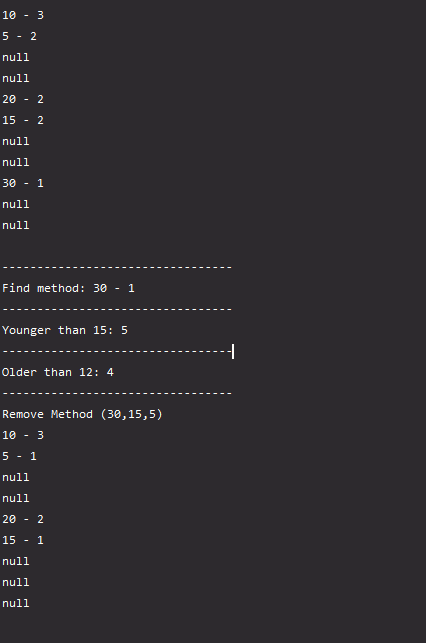 10 - 3
5 - 2
null
null
20 - 2
15 - 2
null
null
30 - 1
null
null
---------------------------------
Find method: 30 - 1
---------------------------------
Younger than 15: 5
---------------------------------
Older than 12: 4
---------------------------------
Remove Method (30,15,5)
10 - 3
5 - 1
null
null
20 - 2
15 - 1
null
null
null